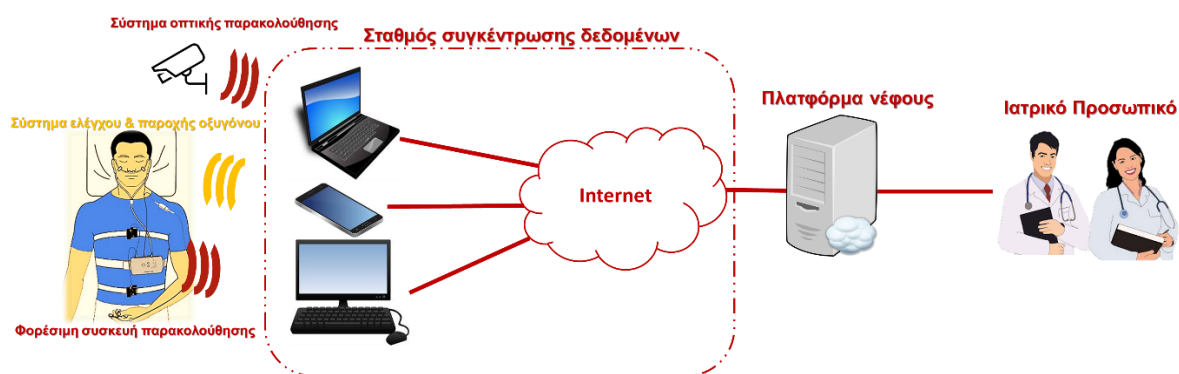 Σύστημα οπτικής παρακολούθησης
Σταθμός συγκέντρωσης δεδομένων
Σύστημα ελέγχου & παροχής οξυγόνου
Πλατφόρμα νέφους
Ιατρικό Προσωπικό
Internet
Φορέσιμη συσκευή παρακολούθησης